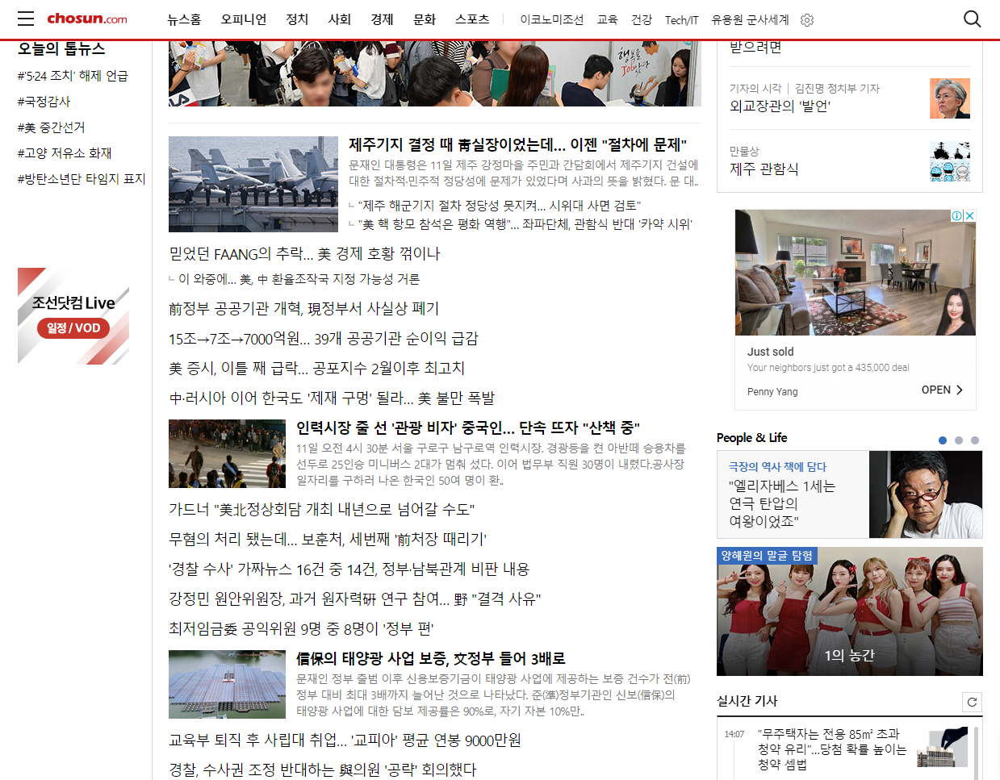 chosun.com
뉴스홈 오피니언 정치 사회 경제 문화 스포츠 이코노미조선 교육 건강 Tech/IT 유용원 군사세계
오늘의 톱뉴스
#'5·24 조치' 해제 언급
#국정감사
#美 중간선거
#고양 저유소 화재
#방탄소년단 타임지 표지
조선닷컴 Live
일정 / VOD
행복을
Job아라
제주기지 결정 때 靑실장이었는데... 이젠 "절차에 문제"
문재인 대통령은 11일 제주 강정마을 주민과 간담회에서 제주기지 건설에
대한 절차적·민주적 정당성에 문제가 있었다며 사과의 뜻을 밝혔다. 문 대..
"제주 해군기지 절차 정당성 못지켜... 시위대 사면 검토"
"美 핵 항모 참석은 평화 역행"... 좌파단체, 관함식 반대 '카약 시위'
믿었던 FAANG의 추락... 美 경제 호황 꺾이나
이 와중에... 美, 中 환율조작국 지정 가능성 거론
前정부 공공기관 개혁, 現정부서 사실상 폐기
15조→7조→7000억원... 39개 공공기관 순이익 급감
美 증시, 이틀 째 급락... 공포지수 2월이후 최고치
中·러시아 이어 한국도 '제재 구멍' 될라... 美 불만 폭발
인력시장 줄 선 '관광 비자' 중국인... 단속 뜨자 "산책 중"
11일 오전 4시 30분 서울 구로구 남구로역 인력시장. 경광등을 켠 아반떼 승용차를
선두로 25인승 미니버스 2대가 멈춰 섰다. 이어 법무부 직원 30명이 내렸다.공사장
일자리를 구하러 나온 한국인 50여 명이 환..
가드너 "美北정상회담 개최 내년으로 넘어갈 수도"
무혐의 처리 됐는데... 보훈처, 세번째 '前처장 때리기'
'경찰 수사' 가짜뉴스 16건 중 14건, 정부·남북관계 비판 내용
강정민 원안위원장, 과거 원자력硏 연구 참여... 野 "결격 사유"
최저임금委 공익위원 9명 중 8명이 '정부 편'
信保의 태양광 사업 보증, 文정부 들어 3배로
문재인 정부 출범 이후 신용보증기금이 태양광 사업에 제공하는 보증 건수가 전(前)
정부 대비 최대 3배까지 늘어난 것으로 나타났다. 준(準)정부기관인 신보(信保)의
태양광 사업에 대한 담보 제공률은 90%로, 자기 자본 10%만..
교육부 퇴직 후 사립대 취업... '교피아' 평균 연봉 9000만원
경찰, 수사권 조정 반대하는 與의원 '공략' 회의했다
받으려면
기자의 시각 | 김진명 정치부 기자
외교장관의 '발언'
만물상
제주 관함식
Just sold
Your neighbors just got a 435,000 deal
Penny Yang
OPEN
People & Life
극장의 역사 책에 담다
"엘리자베스 1세는
연극 탄압의
여왕이었죠"
양해원의 말글 탐험
1의 농간
실시간 기사
14:07
"무주택자는 전용 85㎡ 초과
청약 유리"...당첨 확률 높이는
청약 셈법